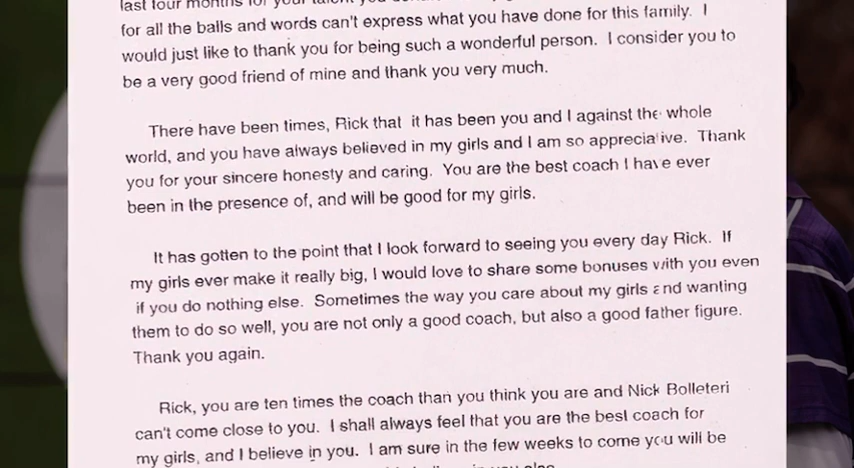 last four months for your talent you
for all the balls and words can't express what you have done for this family. I
would just like to thank you for being such a wonderful person. I consider you to
be a very good friend of mine and thank you very much.
There have been times, Rick that it has been you and I against the whole
world, and you have always believed in my girls and I am so appreciative. Thank
you for your sincere honesty and caring. You are the best coach I have ever
been in the presence of, and will be good for my girls.
It has gotten to the point that I look forward to seeing you every day Rick. If
my girls ever make it really big, I would love to share some bonuses with you even
if you do nothing else. Sometimes the way you care about my girls and wanting
them to do so well, you are not only a good coach, but also a good father figure.
Thank you again.
Rick, you are ten times the coach than you think you are and Nick Bolleteri
can't come close to you. I shall always feel that you are the best coach for
my girls, and I believe in you. I am sure in the few weeks to come you will be